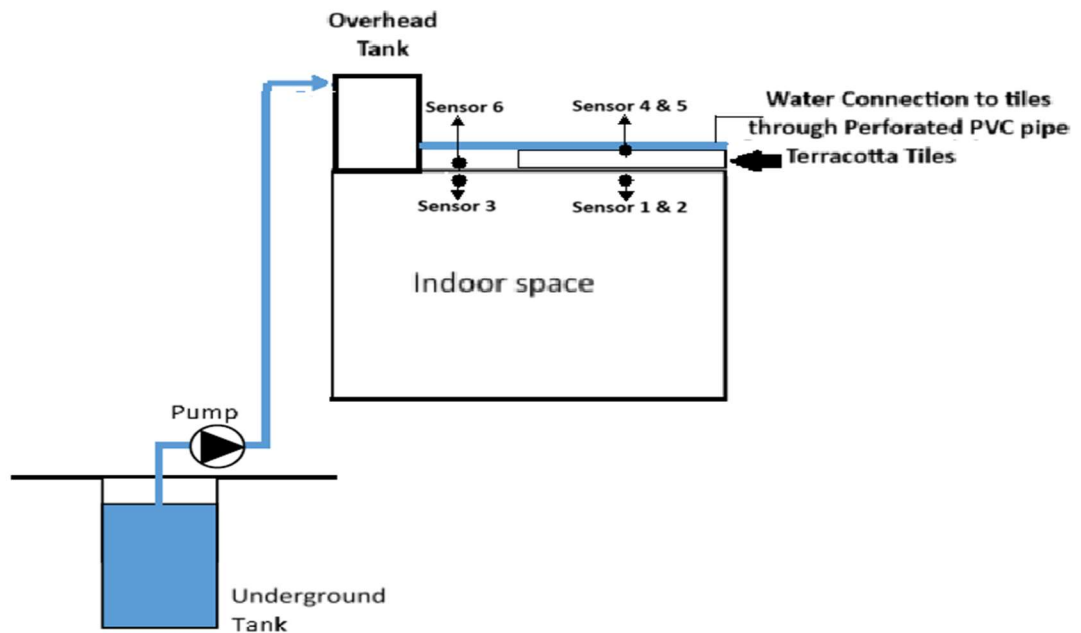 Overhead
Tank
Sensor 6
Sensor 4 & 5
Water Connection to tiles
through Perforated PVC pipe
Terracotta Tiles
Sensor 3
Sensor 1 & 2
Indoor space
Pump
Underground
Tank